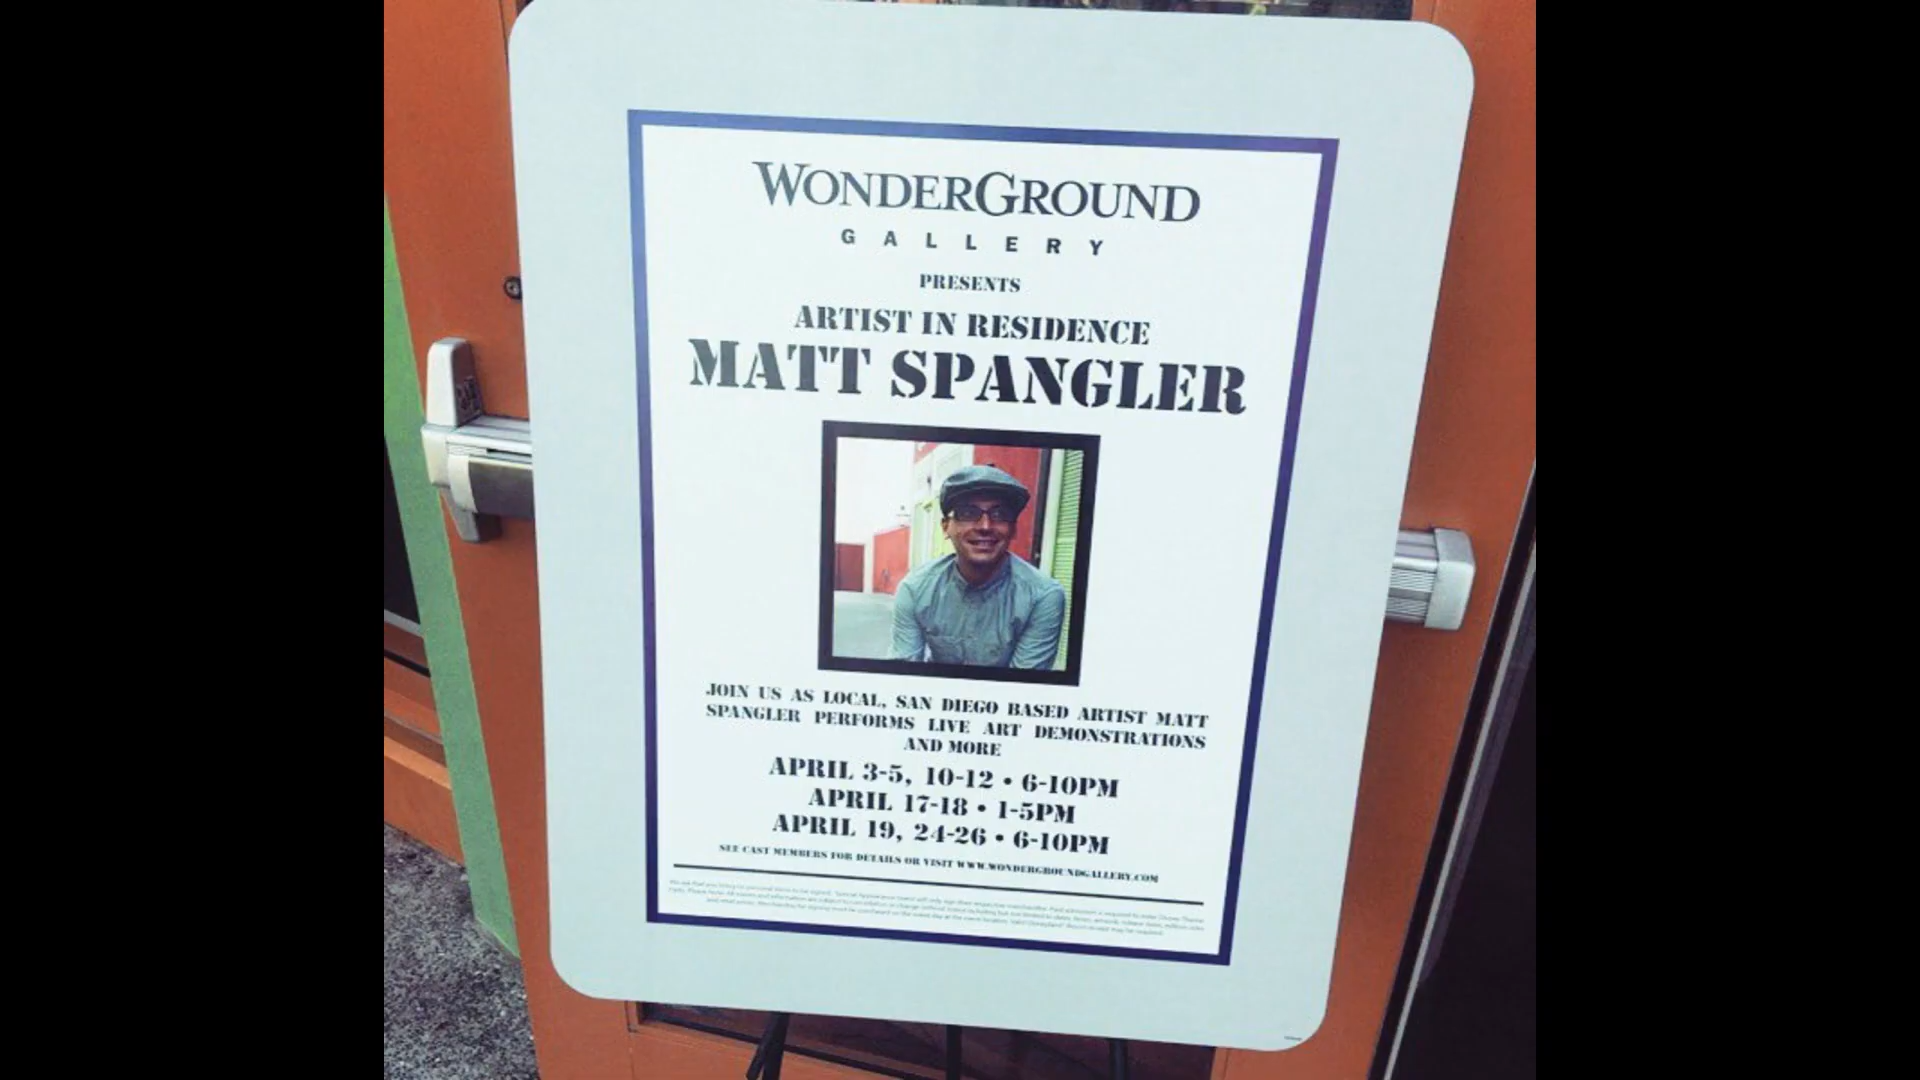 WONDERGROUND
GALLERY
PRESENTS
ARTIST IN RESIDENCE
MATT SPANGLER
JOIN US AS LOCAL, SAN DIEGO BASED ARTIST MATT
SPANGLER PERFORMS LIVE ART DEMONSTRATIONS
AND MORE
APRIL 3-5, 10-12 • 6-10PM
APRIL 17-18 • 1-5PM
APRIL 19, 24-26 • 6-10PM
SEE CAST MEMBERS FOR DETAILS OR VISIT WWW.WONDERGROUNDGALLERY.COM